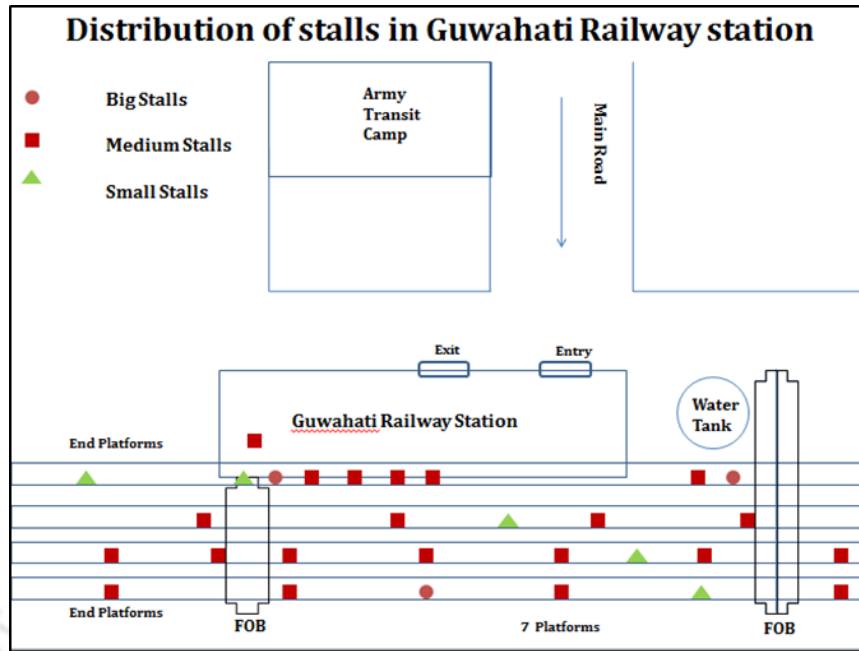 Distribution of stalls in Guwahati Railway station
Big Stalls
Medium Stalls
Small Stalls
Army
Transit
Camp
Main Road
Exit
Entry
Guwahati Railway Station
Water
Tank
End Platforms
End Platforms
FOB
7 Platforms
FOB